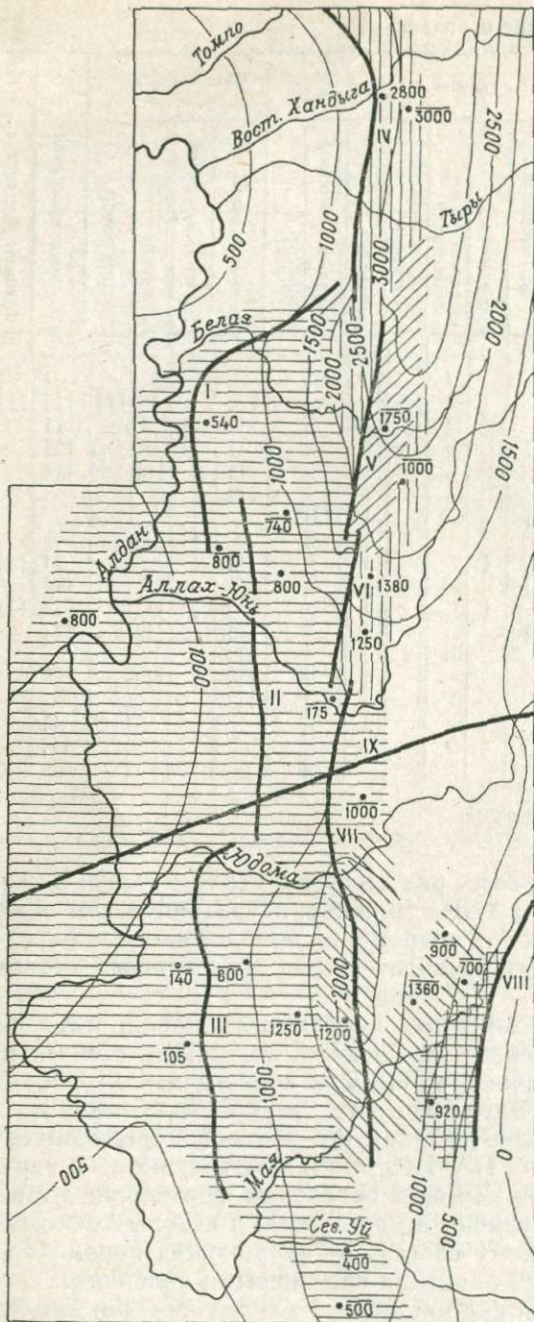 Томпо
Вост. Хандыга
2800
3000
IV
2500
Тыры
1000
500
3000
2000
Белая
1500
2500
2000
I
540
1750
V
1500
1000
1000
740
800
Алдан
800
Аллах-Юнь
VI
1380
800
1250
1000
II
175
IX
1000
VII
Юдома
900
700
140
800
2000
1360
VIII
1250
1200
III
105
1000
920
0
Мая
500
1000
500
Сев. Уй
400
500